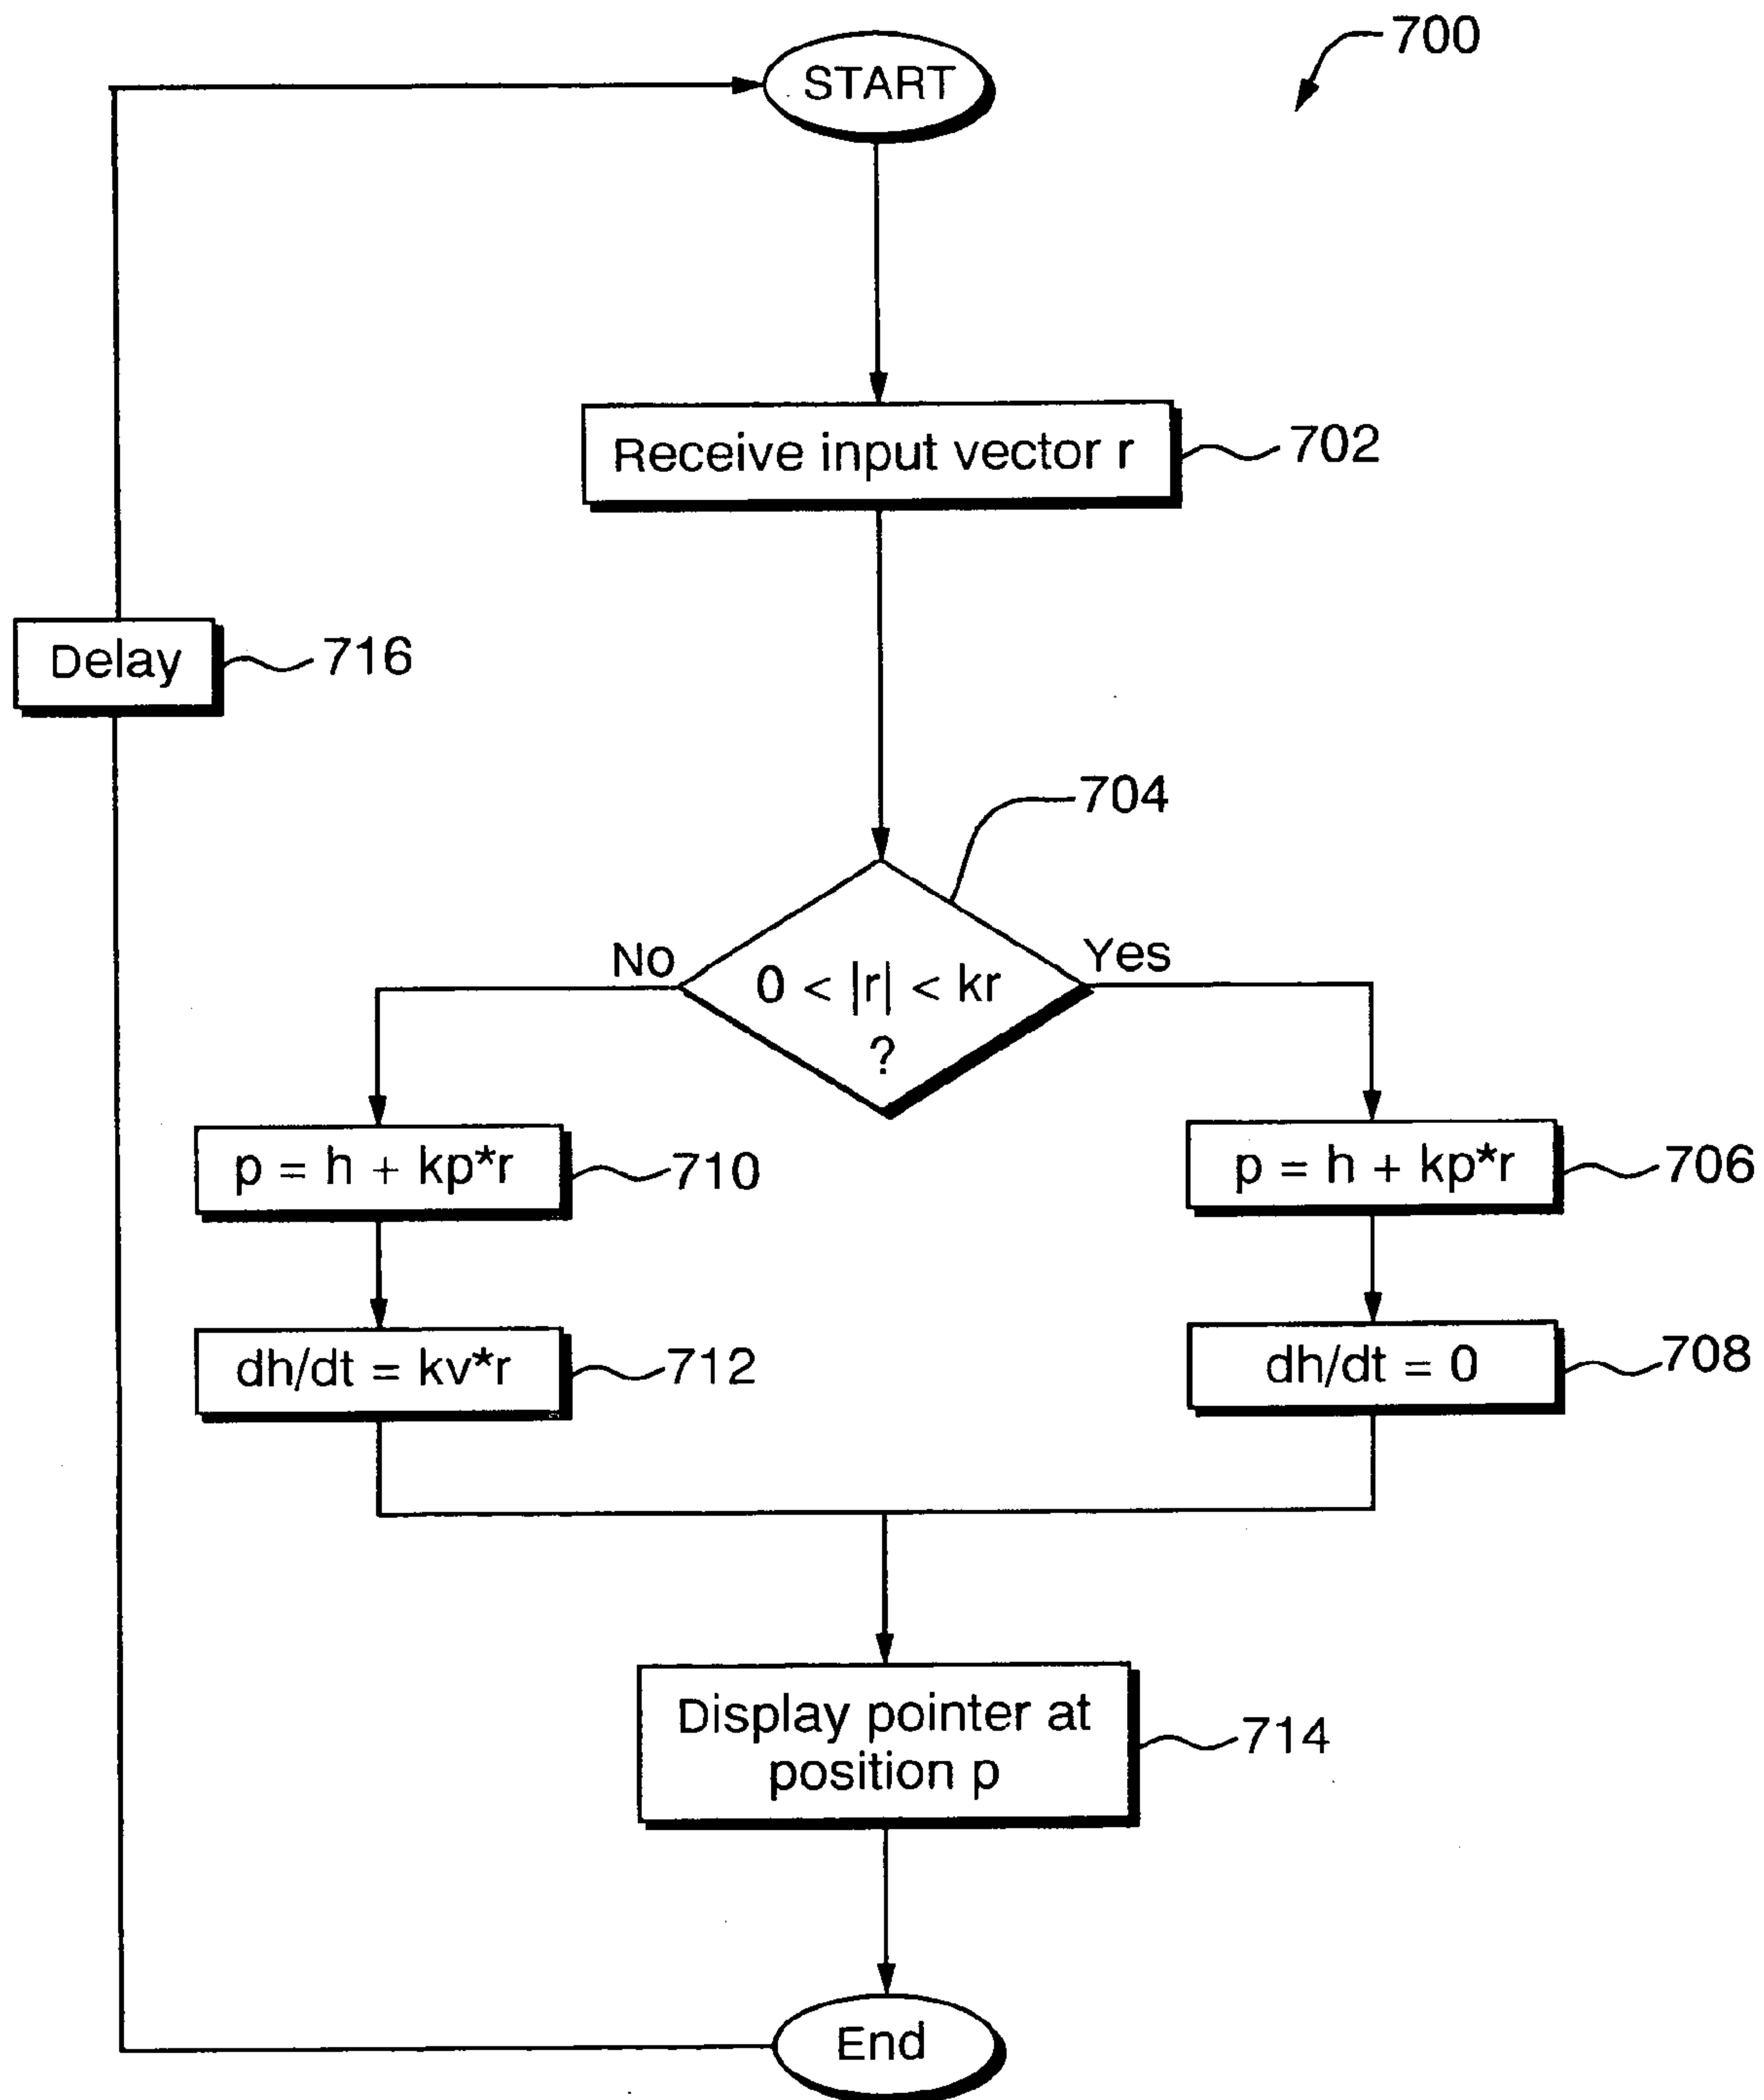 700
START
Receive input vector r
702
Delay
716
704
No
Yes
0 < |r| < kr
?
p = h + kp*r
710
p = h + kp*r
706
dh/dt = kv*r
712
dh/dt = 0
708
Display pointer at
position p
714
End